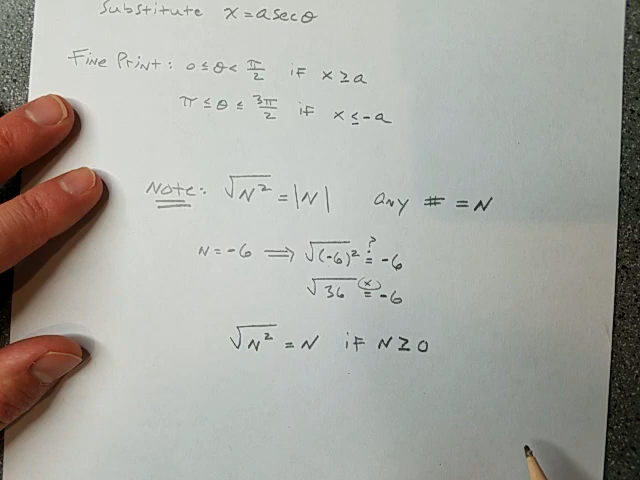 Substitute x = a sec θ
Fine Print: 0 ≤ θ < π/2 if x ≥ a
π ≤ θ ≤ 3π/2 if x ≤ -a
Note: √N² = |N| any # = N
N = -6 ⟹ √(-6)² ≟ -6
√36 = (x) -6
√N² = N if N ≥ 0